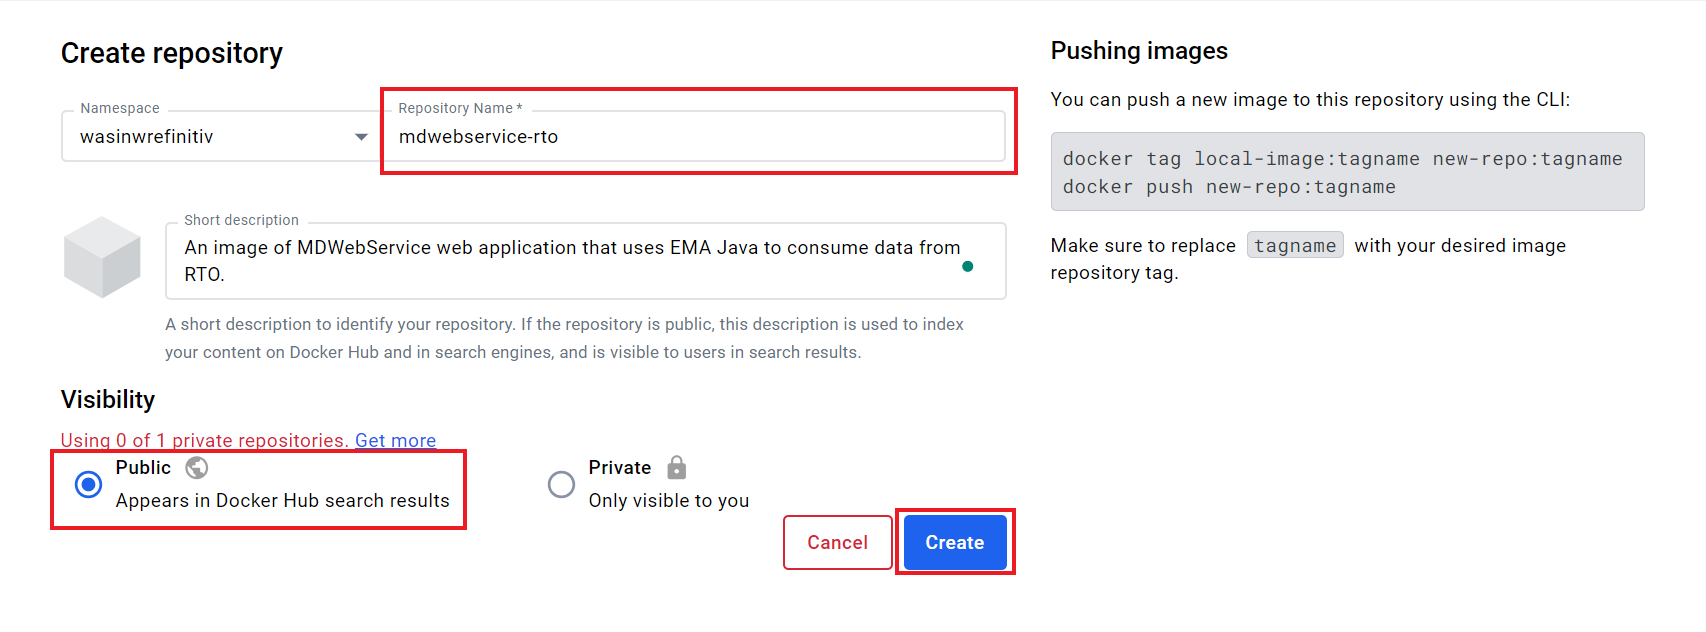 Create repository
Namespace
wasinwrefinitiv
Repository Name *
mdwebservice-rto
Short description
An image of MDWebService web application that uses EMA Java to consume data from
RTO.
A short description to identify your repository. If the repository is public, this description is used to index
your content on Docker Hub and in search engines, and is visible to users in search results.
Visibility
Using 0 of 1 private repositories. Get more
Public
Appears in Docker Hub search results
Private
Only visible to you
Cancel
Create
Pushing images
You can push a new image to this repository using the CLI:
docker tag local-image:tagname new-repo:tagname
docker push new-repo:tagname
Make sure to replace tagname with your desired image
repository tag.